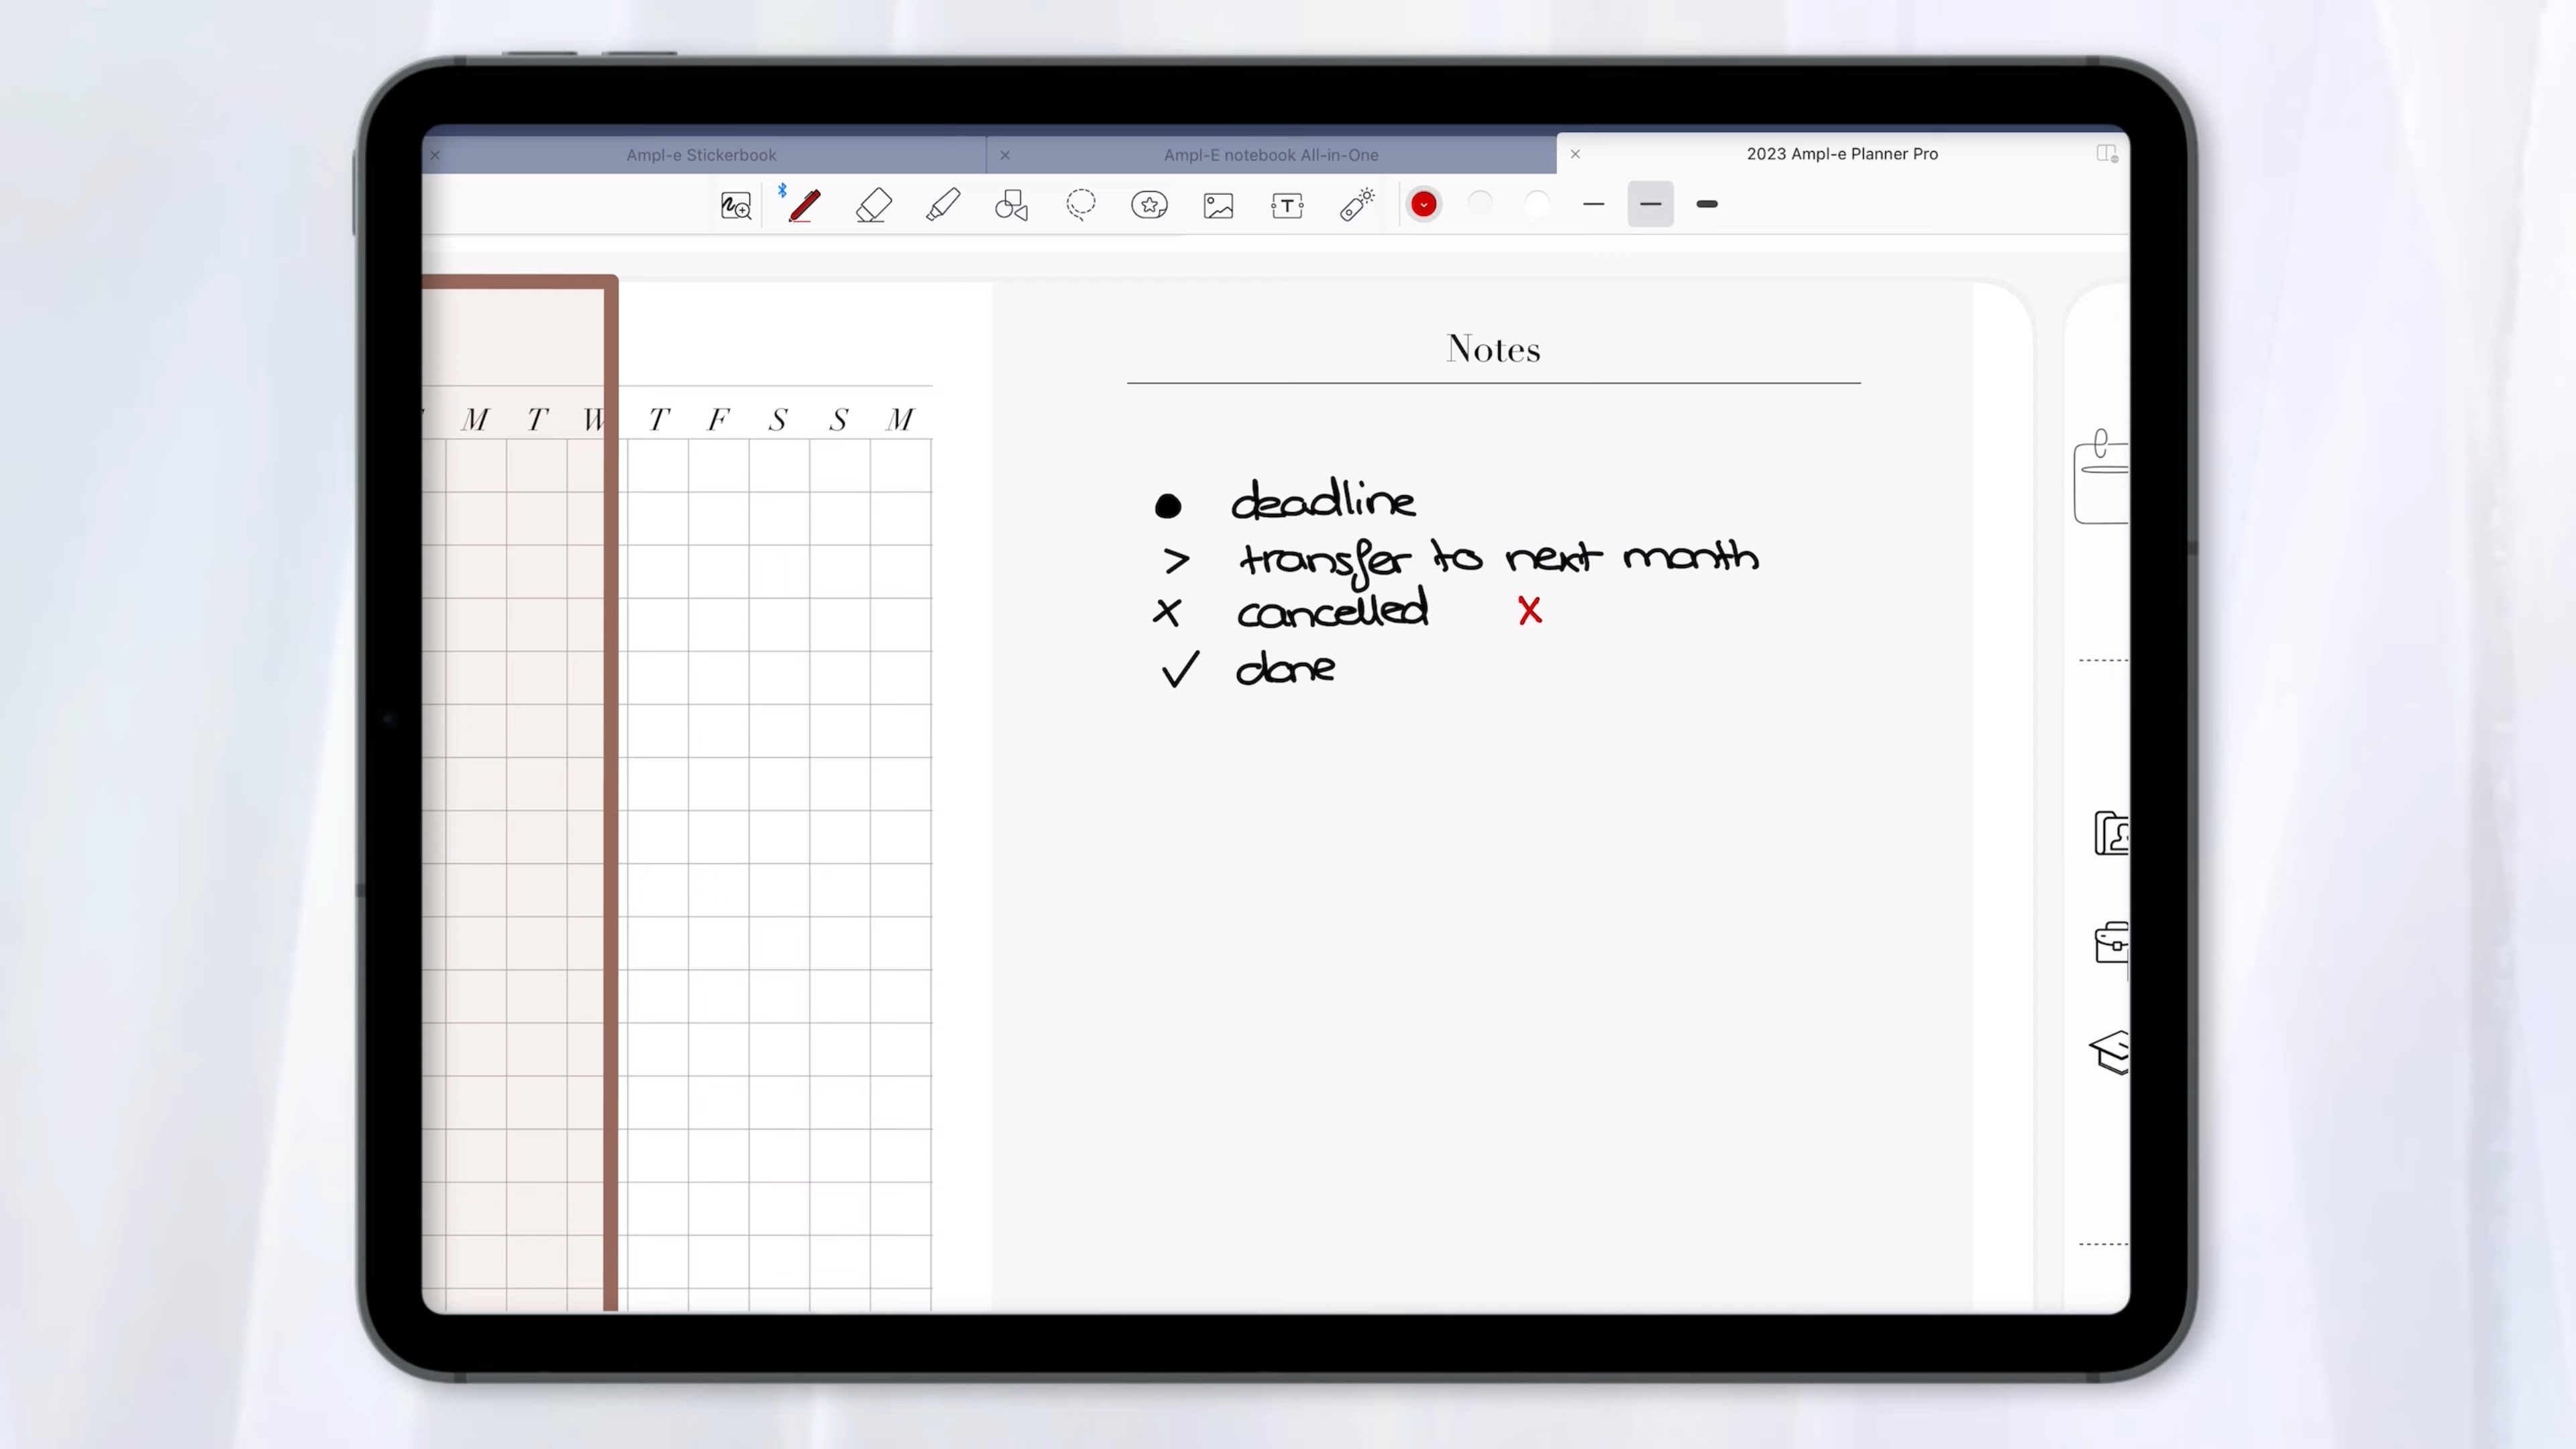 Ampl-e Stickerbook
Ampl-E notebook All-in-One
2023 Ampl-e Planner Pro
T
M T W T F S S M
Notes
● deadline
> transfer to next month
x cancelled x
✓ done